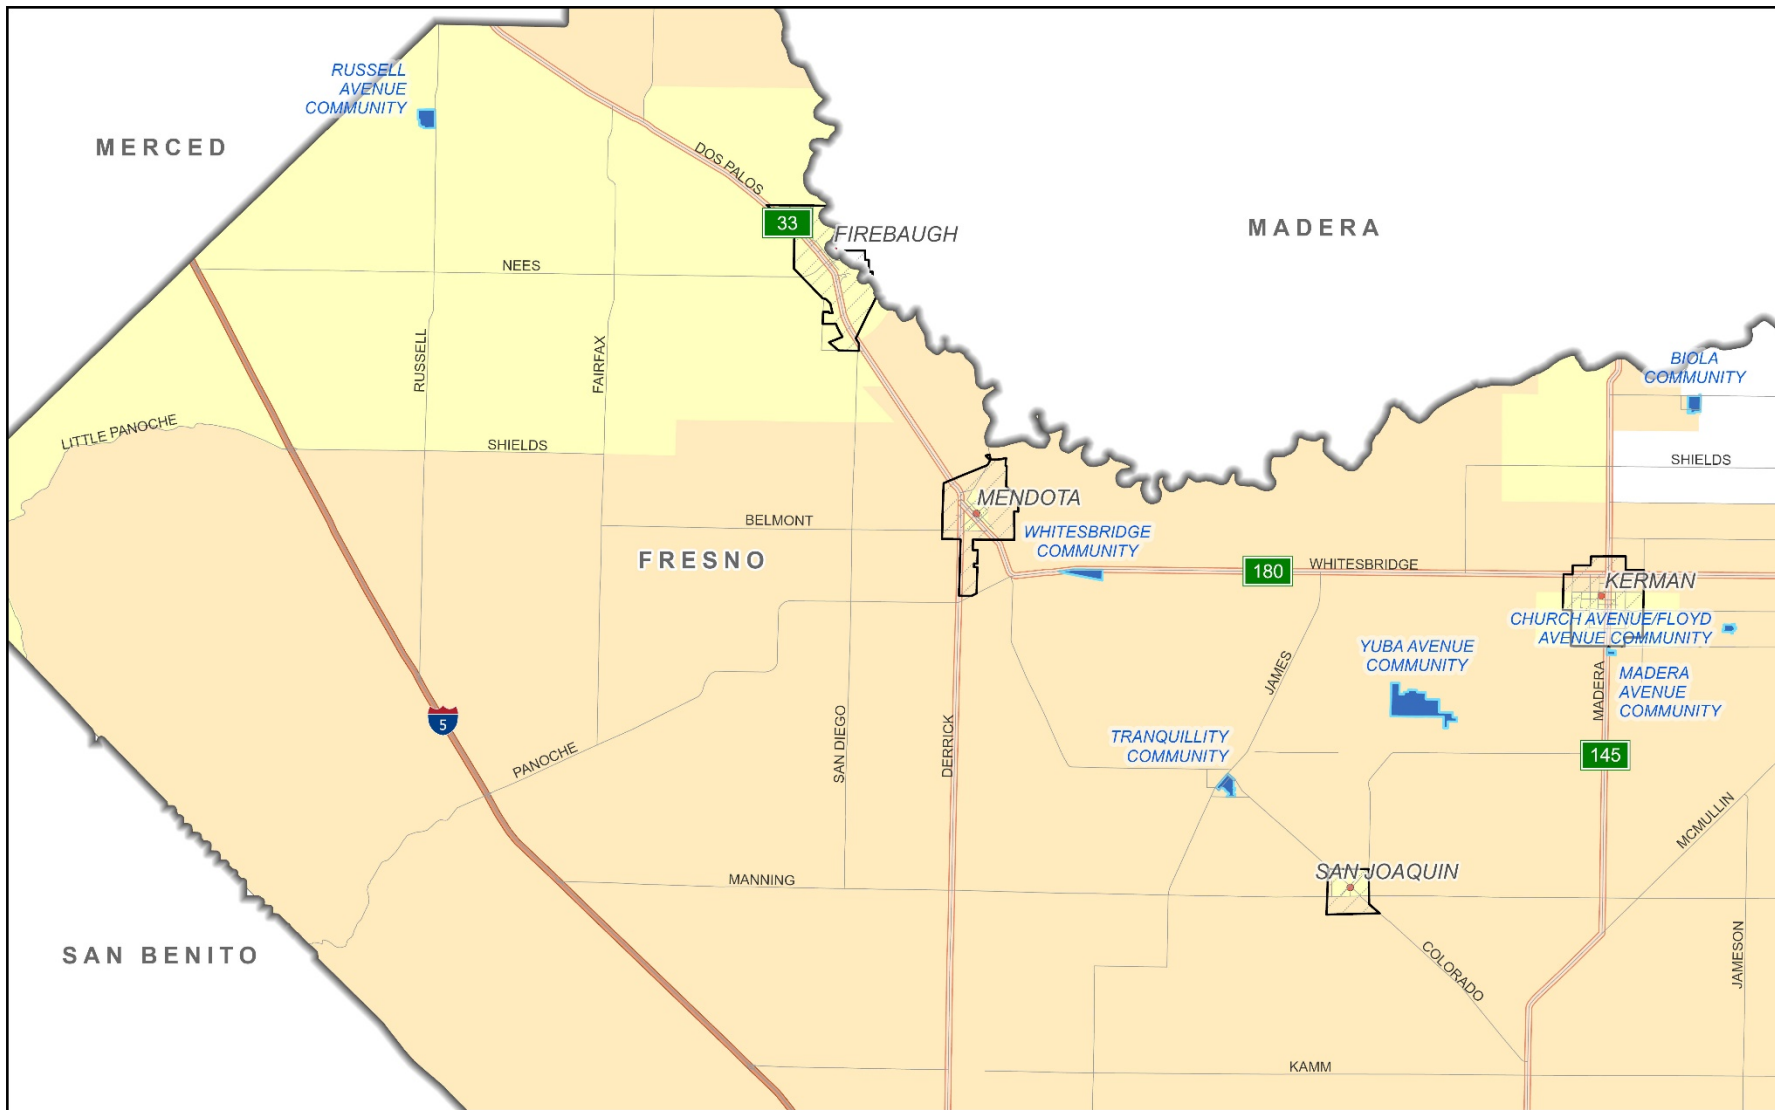 RUSSELL
AVENUE
COMMUNITY
MERCED
DOS PALOS
33
FIREBAUGH
MADERA
NEES
RUSSELL
FAIRFAX
BIOLA
COMMUNITY
LITTLE PANOCHE
SHIELDS
SHIELDS
MENDOTA
BELMONT
FRESNO
WHITESBRIDGE
COMMUNITY
180
WHITESBRIDGE
KERMAN
CHURCH AVENUE/FLOYD
AVENUE COMMUNITY
YUBA AVENUE
COMMUNITY
JAMES
MADERA
MADERA
AVENUE
COMMUNITY
5
PANOCHE
SAN DIEGO
DERRICK
TRANQUILLITY
COMMUNITY
145
MCMULLIN
MANNING
SAN JOAQUIN
SAN BENITO
COLORADO
JAMESON
KAMM